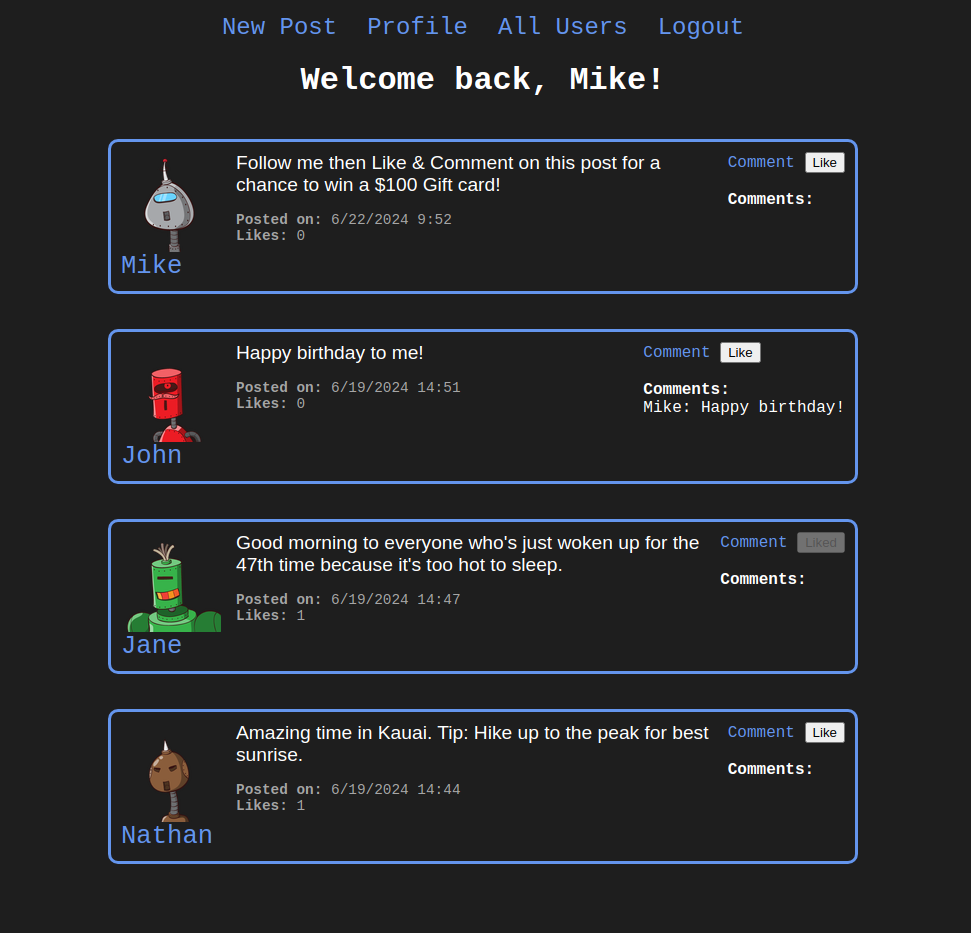 New Post Profile All Users Logout
Welcome back, Mike!
Follow me then Like & Comment on this post for a
chance to win a $100 Gift card!
Posted on: 6/22/2024 9:52
Likes: 0
Mike
Comment Like
Comments:
Happy birthday to me!
Posted on: 6/19/2024 14:51
Likes: 0
John
Comment Like
Comments:
Mike: Happy birthday!
Good morning to everyone who's just woken up for the
47th time because it's too hot to sleep.
Posted on: 6/19/2024 14:47
Likes: 1
Jane
Comment Liked
Comments:
Amazing time in Kauai. Tip: Hike up to the peak for best
sunrise.
Posted on: 6/19/2024 14:44
Likes: 1
Nathan
Comment Like
Comments: